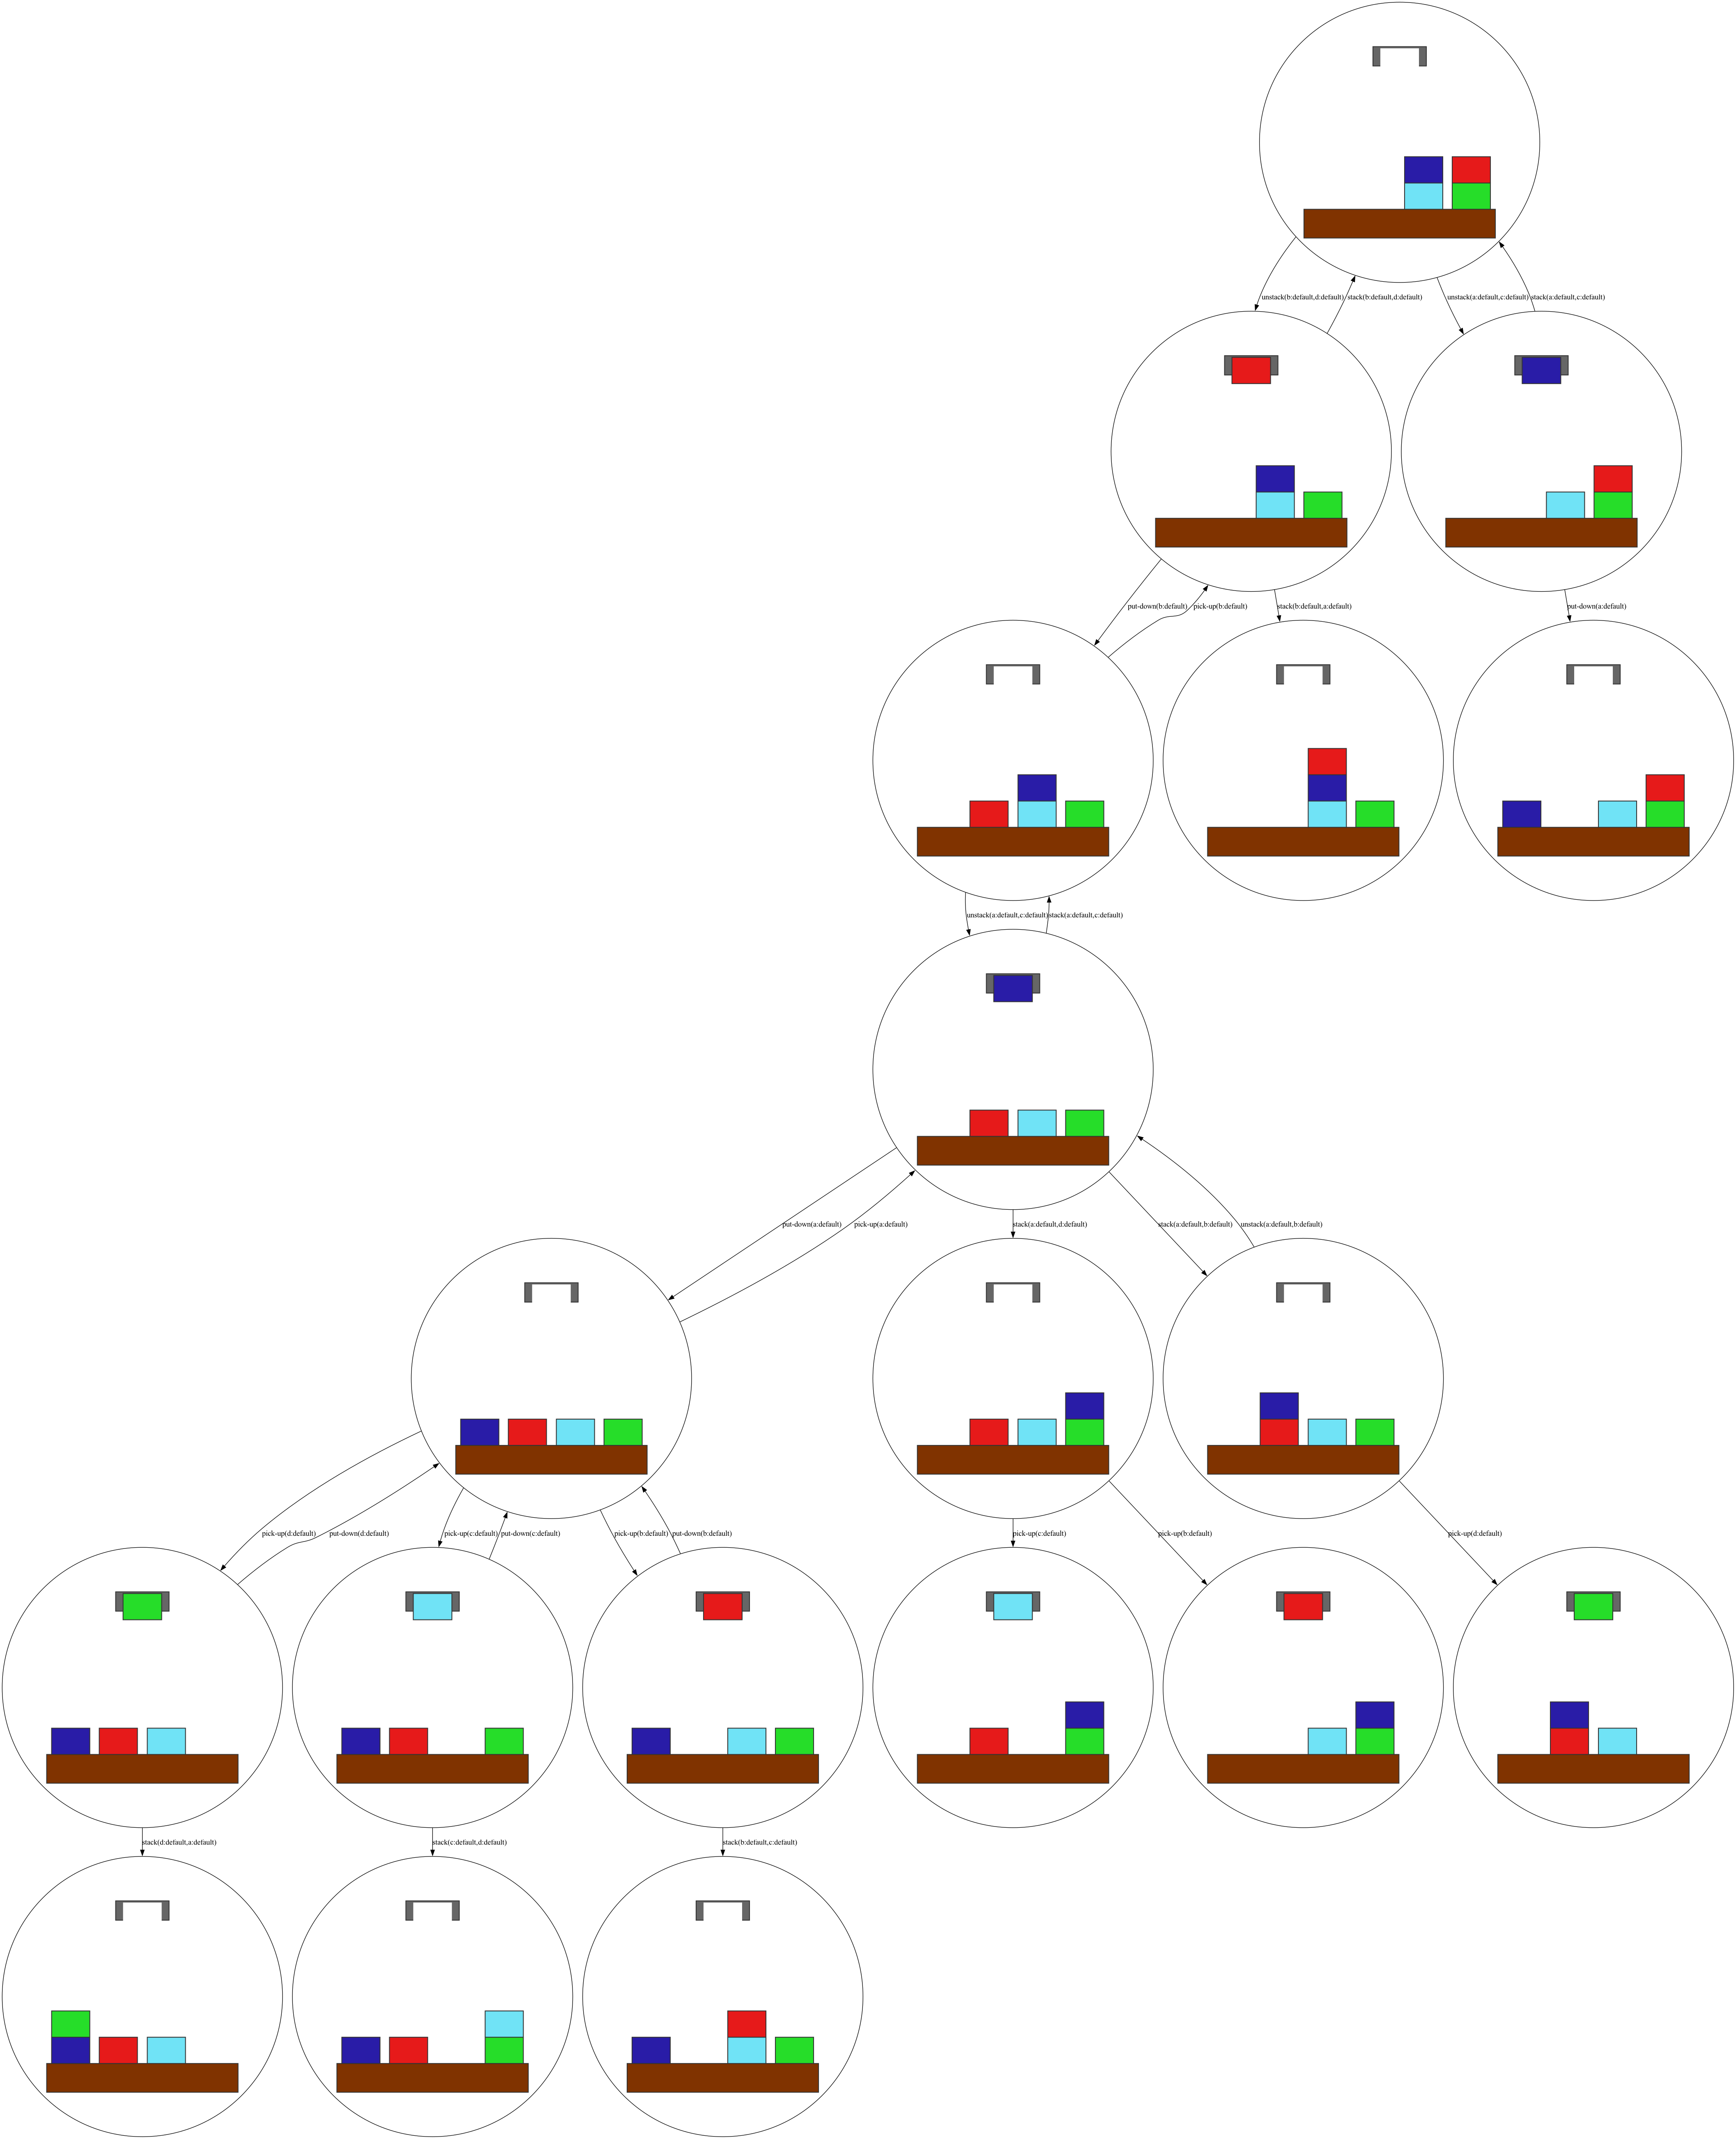 unstack(b:default,d:default)
stack(b:default,d:default)
unstack(a:default,c:default)
stack(a:default,c:default)
put-down(b:default)
pick-up(b:default)
stack(b:default,a:default)
put-down(a:default)
unstack(a:default,c:default)
stack(a:default,c:default)
put-down(a:default)
pick-up(a:default)
stack(a:default,d:default)
stack(a:default,b:default)
unstack(a:default,b:default)
pick-up(d:default)
put-down(d:default)
pick-up(c:default)
put-down(c:default)
pick-up(b:default)
put-down(b:default)
pick-up(c:default)
pick-up(b:default)
pick-up(d:default)
stack(d:default,a:default)
stack(c:default,d:default)
stack(b:default,c:default)